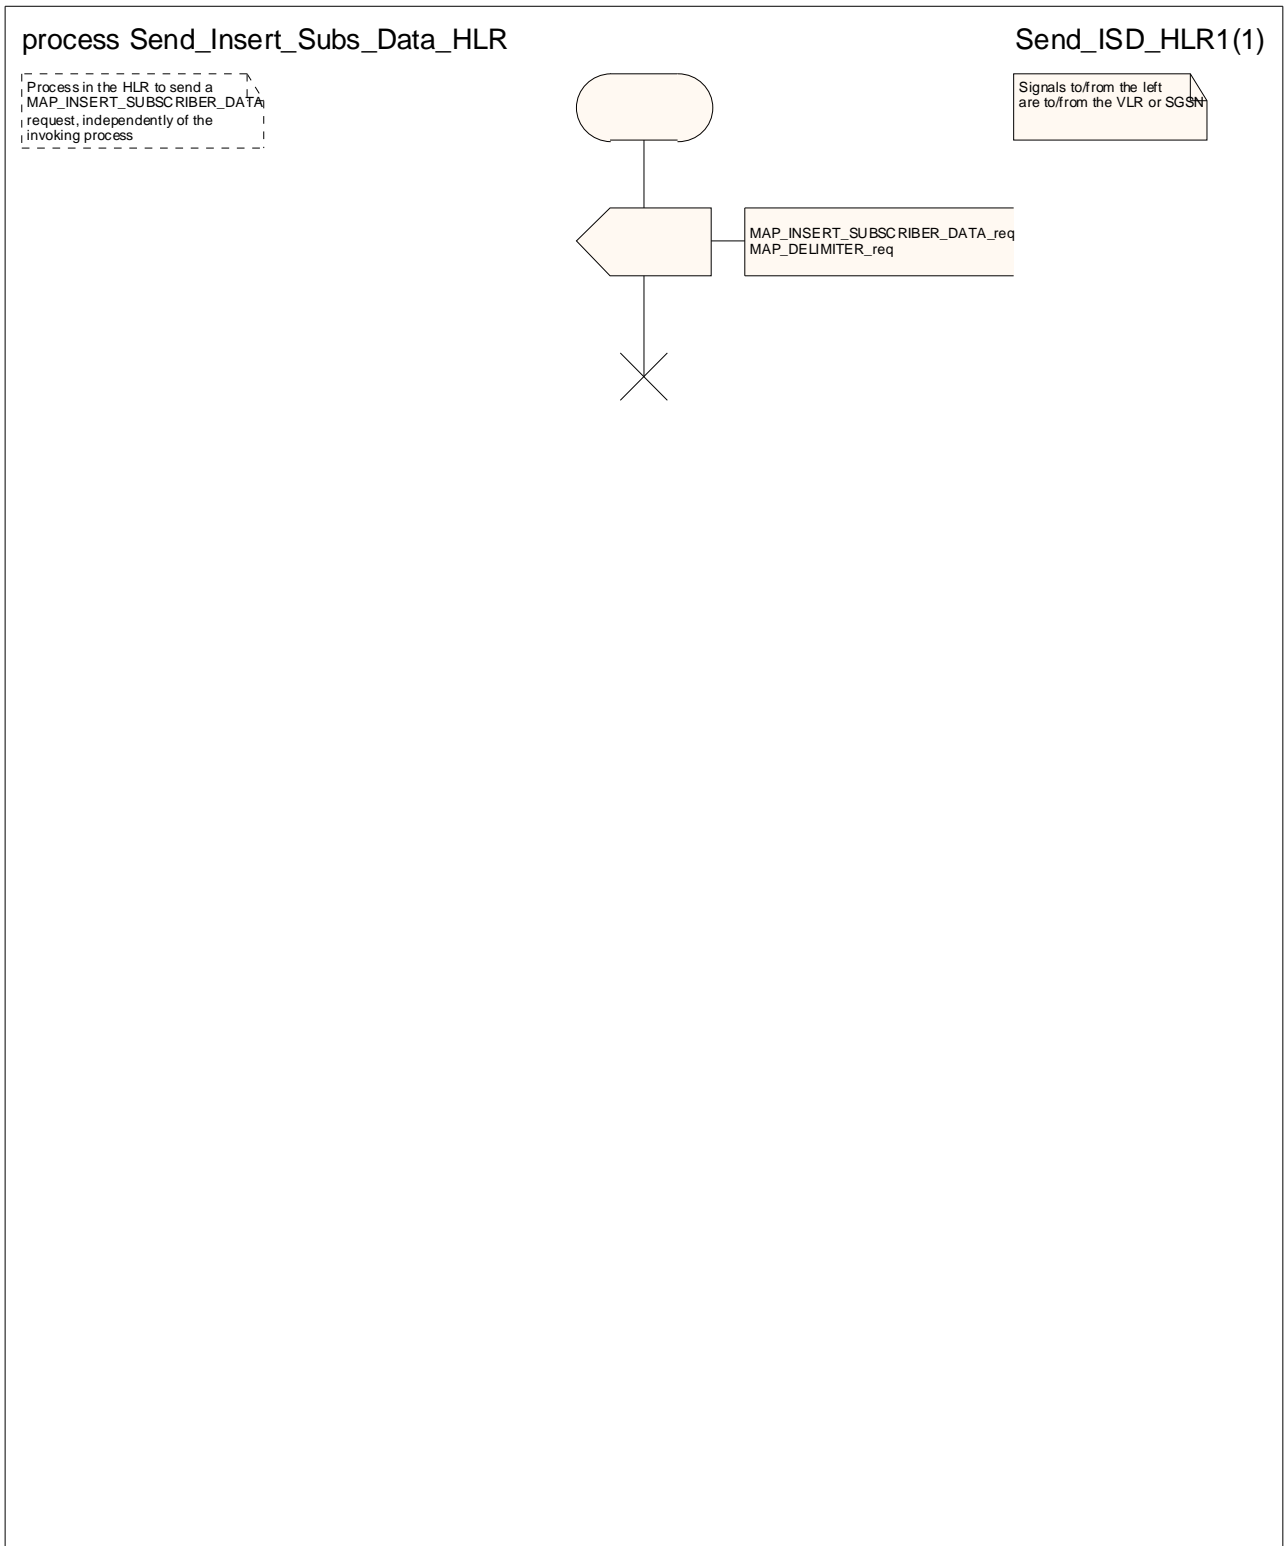 process Send_Insert_Subs_Data_HLR
Send_ISD_HLR1(1)
Process in the HLR to send a
MAP_INSERT_SUBSCRIBER_DATA
request, independently of the
invoking process
Signals to/from the left
are to/from the VLR or SGSN
MAP_INSERT_SUBSCRIBER_DATA_req
MAP_DELIMITER_req